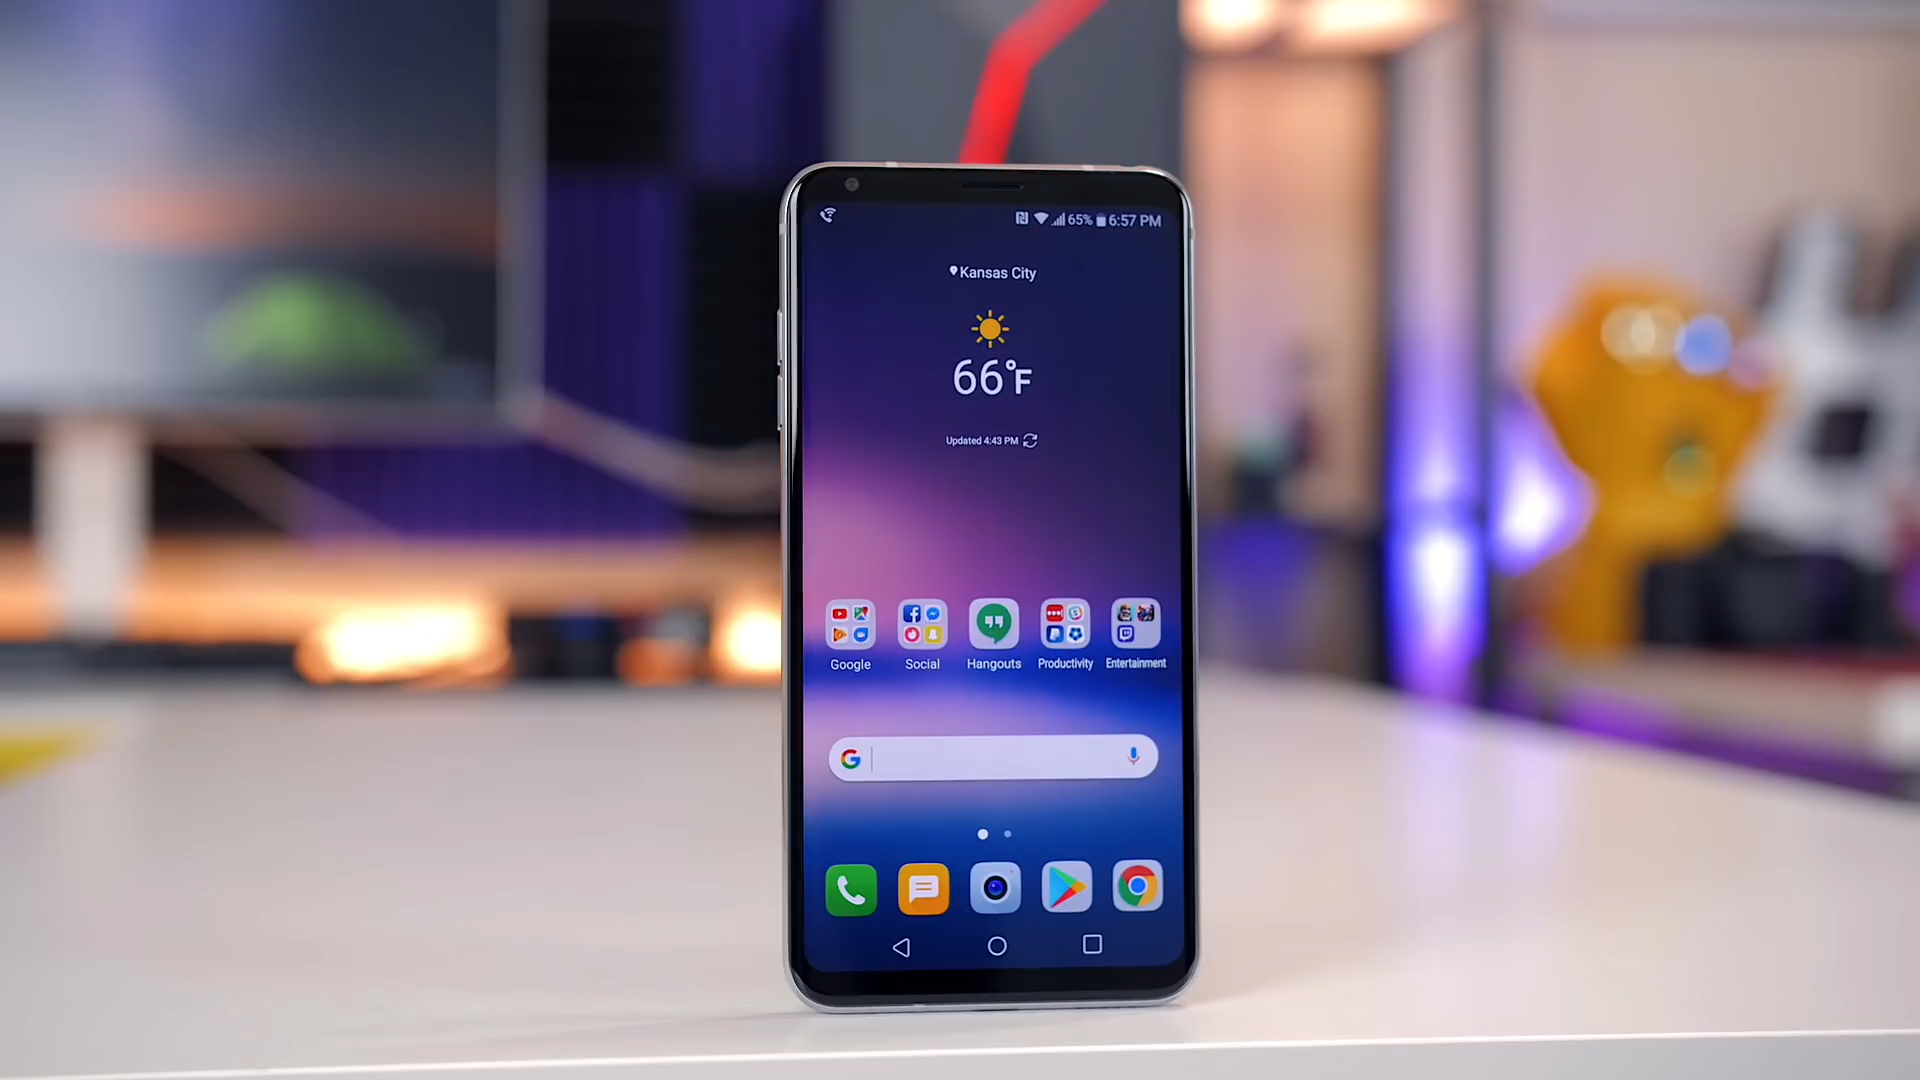 65% 6:57 PM
Kansas City
66°F
Updated 4:43 PM
Google Social Hangouts Productivity Entertainment